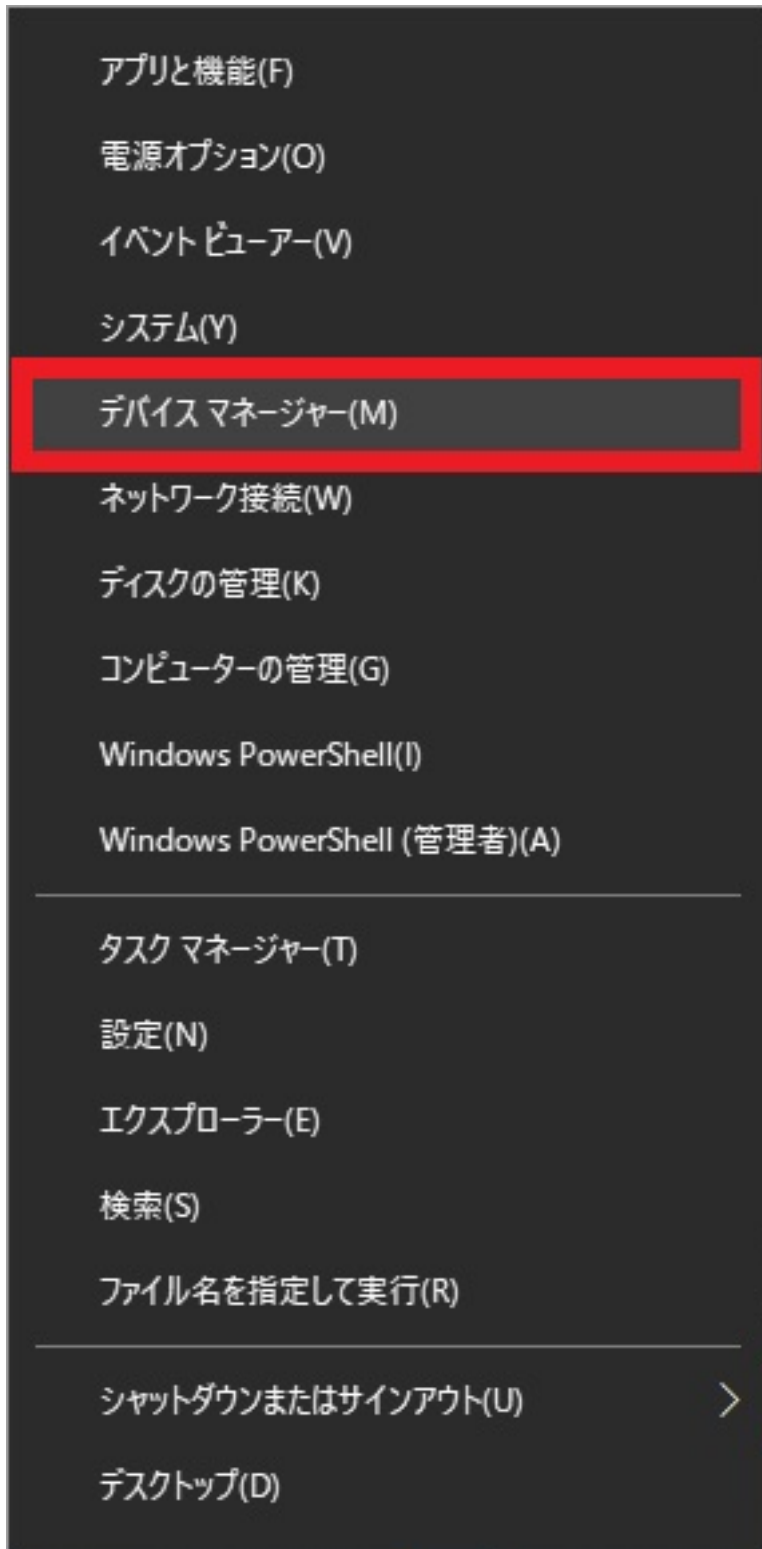 アプリと機能(F)
電源オプション(O)
イベント ビューアー(V)
システム(Y)
デバイス マネージャー(M)
ネットワーク接続(W)
ディスクの管理(K)
コンピューターの管理(G)
Windows PowerShell(I)
Windows PowerShell (管理者)(A)
タスク マネージャー(T)
設定(N)
エクスプローラー(E)
検索(S)
ファイル名を指定して実行(R)
シャットダウンまたはサインアウト(U)
デスクトップ(D)